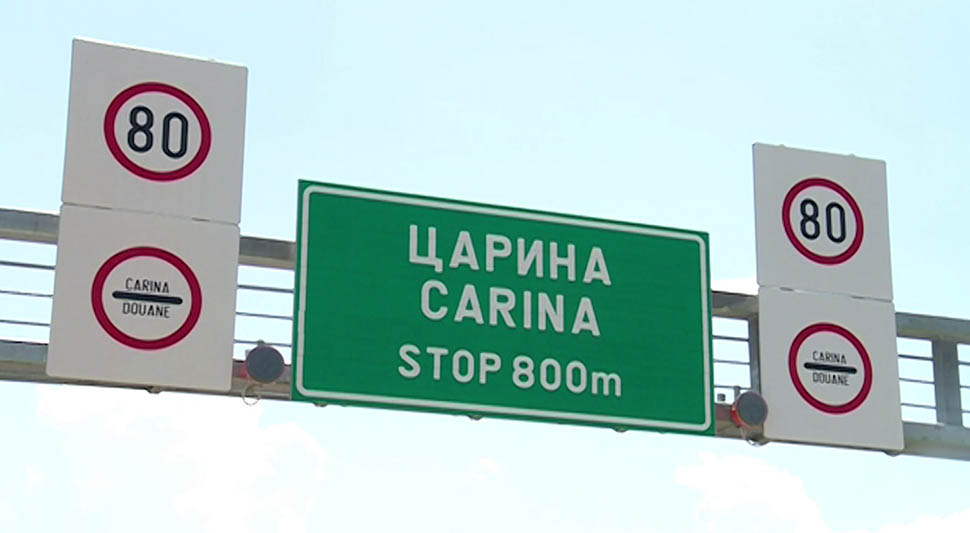 80
CARINA
DOUANE
ЦАРИНА
CARINA
STOP 800m
80
CARINA
DOUANE